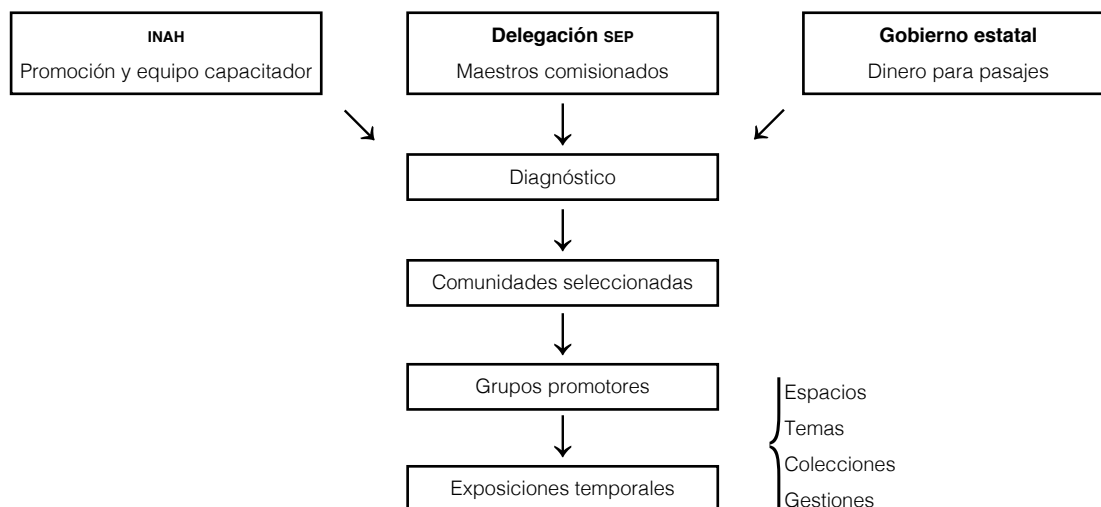 INAH
Promoción y equipo capacitador
Delegación SEP
Maestros comisionados
Gobierno estatal
Dinero para pasajes
Diagnóstico
Comunidades seleccionadas
Grupos promotores
Exposiciones temporales
Espacios
Temas
Colecciones
Gestiones